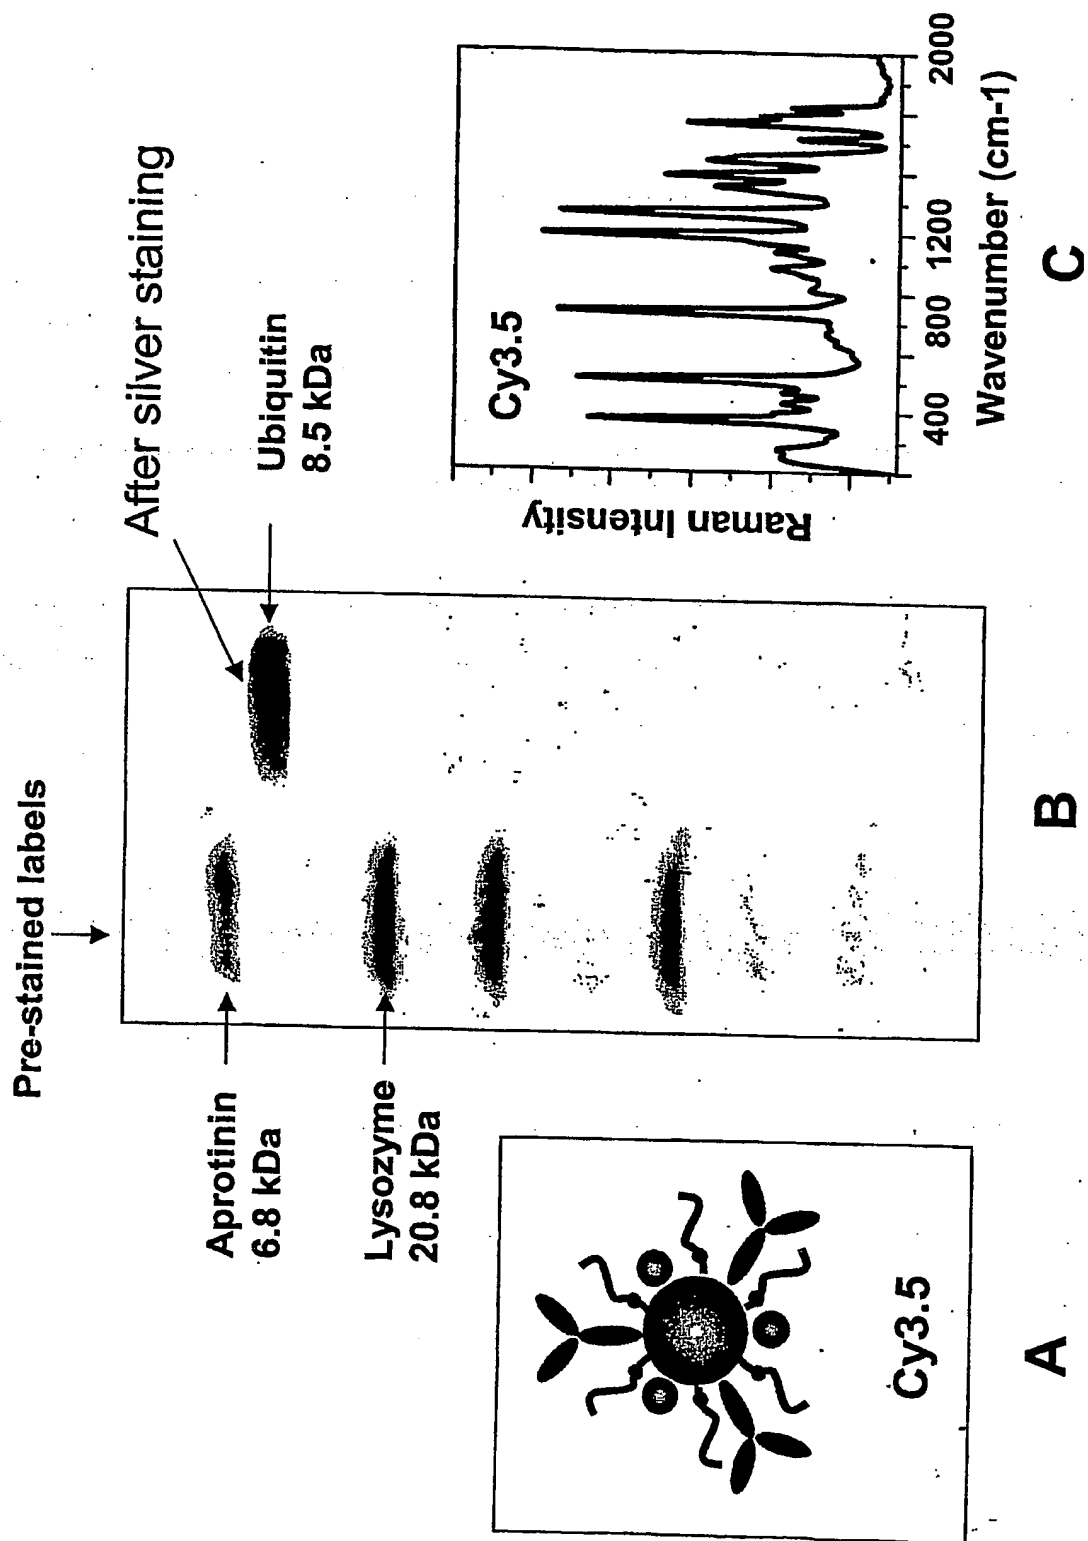 Cy3.5
A
Pre-stained labels
Aprotinin
6.8 kDa
Lysozyme
20.8 kDa
After silver staining
Ubiquitin
8.5 kDa
B
Cy3.5
Raman Intensity
400
800
1200
2000
Wavenumber (cm-1)
C